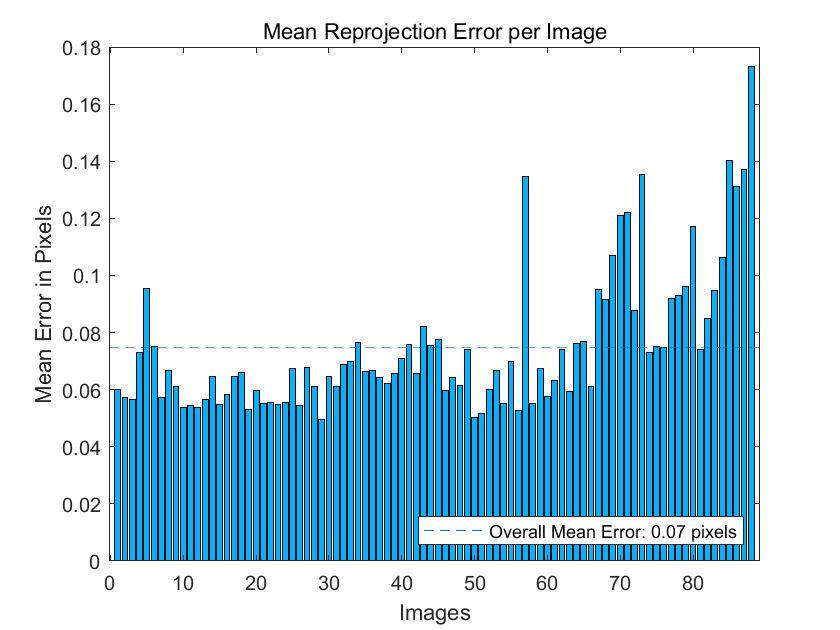 Mean Reprojection Error per Image
Mean Error in Pixels
0.18
0.16
0.14
0.12
0.1
0.08
0.06
0.04
0.02
0
Overall Mean Error: 0.07 pixels
0 10 20 30 40 50 60 70 80
Images